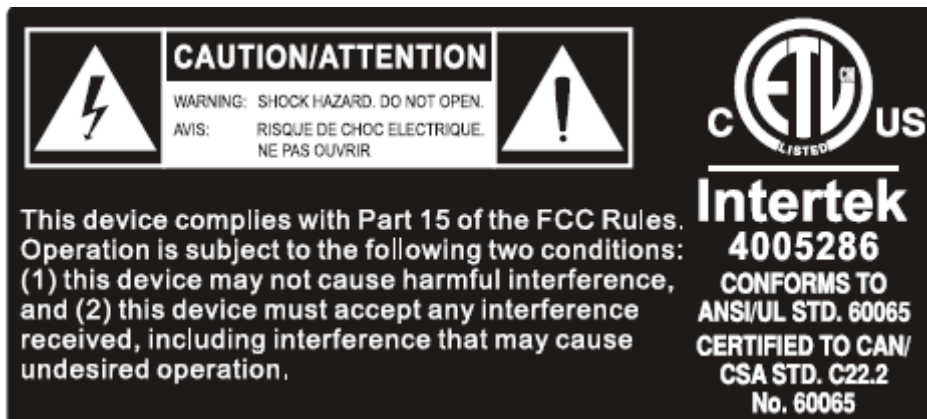 CAUTION/ATTENTION
WARNING: SHOCK HAZARD. DO NOT OPEN.
AVIS: RISQUE DE CHOC ELECTRIQUE.
NE PAS OUVRIR
This device complies with Part 15 of the FCC Rules.
Operation is subject to the following two conditions:
(1) this device may not cause harmful interference,
and (2) this device must accept any interference
received, including interference that may cause
undesired operation.
C ETL CM US
LISTED
Intertek
4005286
CONFORMS TO
ANSI/UL STD. 60065
CERTIFIED TO CAN/
CSA STD. C22.2
No. 60065